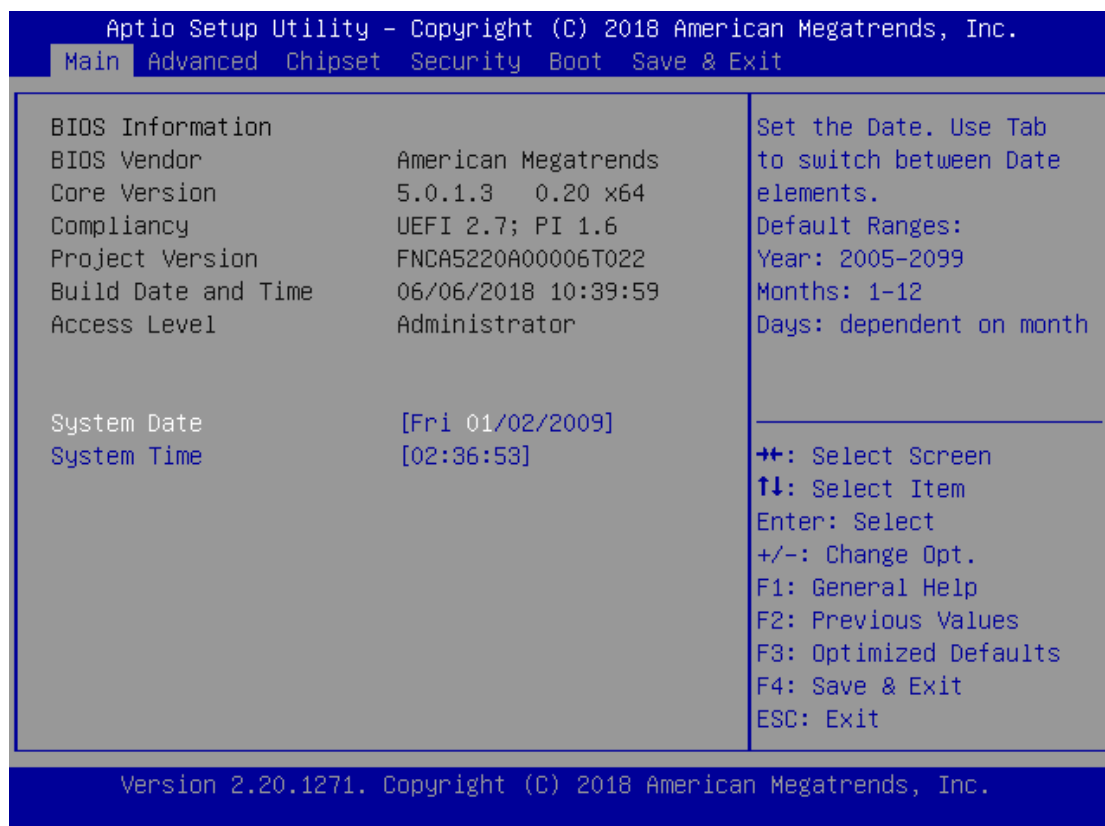 Aptio Setup Utility – Copyright (C) 2018 American Megatrends, Inc.
Main Advanced Chipset Security Boot Save & Exit
BIOS Information
BIOS Vendor American Megatrends
Core Version 5.0.1.3 0.20 x64
Compliancy UEFI 2.7; PI 1.6
Project Version FNCA5220A00006T022
Build Date and Time 06/06/2018 10:39:59
Access Level Administrator
System Date [Fri 01/02/2009]
System Time [02:36:53]
Set the Date. Use Tab
to switch between Date
elements.
Default Ranges:
Year: 2005-2099
Months: 1-12
Days: dependent on month
→←: Select Screen
↑↓: Select Item
Enter: Select
+/-: Change Opt.
F1: General Help
F2: Previous Values
F3: Optimized Defaults
F4: Save & Exit
ESC: Exit
Version 2.20.1271. Copyright (C) 2018 American Megatrends, Inc.